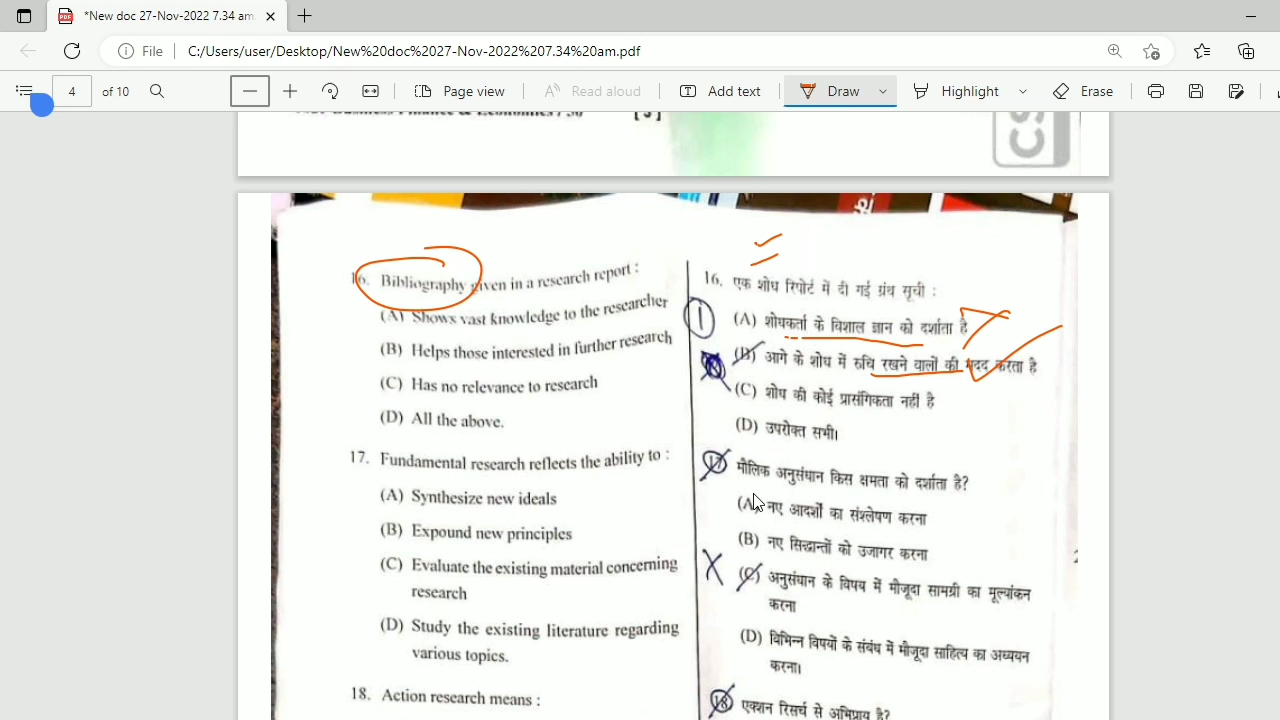 *New doc 27-Nov-2022 7.34 am
File
C:/Users/user/Desktop/New%20doc%2027-Nov-2022%207.34%20am.pdf
4
of 10
Page view
Read aloud
Add text
Draw
Highlight
Erase
16. Bibliography given in a research report :
(A) Shows vast knowledge to the researcher
(B) Helps those interested in further research
(C) Has no relevance to research
(D) All the above.
17. Fundamental research reflects the ability to :
(A) Synthesize new ideals
(B) Expound new principles
(C) Evaluate the existing material concerning
research
(D) Study the existing literature regarding
various topics.
18. Action research means :
16. एक शोध रिपोर्ट में दी गई ग्रंथ सूची :
(A) शोधकर्ता के विशाल ज्ञान को दर्शाता है
(B) आगे के शोध में रुचि रखने वालों की मदद करता है
(C) शोध की कोई प्रासंगिकता नहीं है
(D) उपरोक्त सभी।
17. मौलिक अनुसंधान किस क्षमता को दर्शाता है?
(A) नए आदर्शों का संश्लेषण करना
(B) नए सिद्धान्तों को उजागर करना
(C) अनुसंधान के विषय में मौजूदा सामग्री का मूल्यांकन
करना
(D) विभिन्न विषयों के संबंध में मौजूदा साहित्य का अध्ययन
करना।
18. एक्शन रिसर्च से अभिप्राय है?